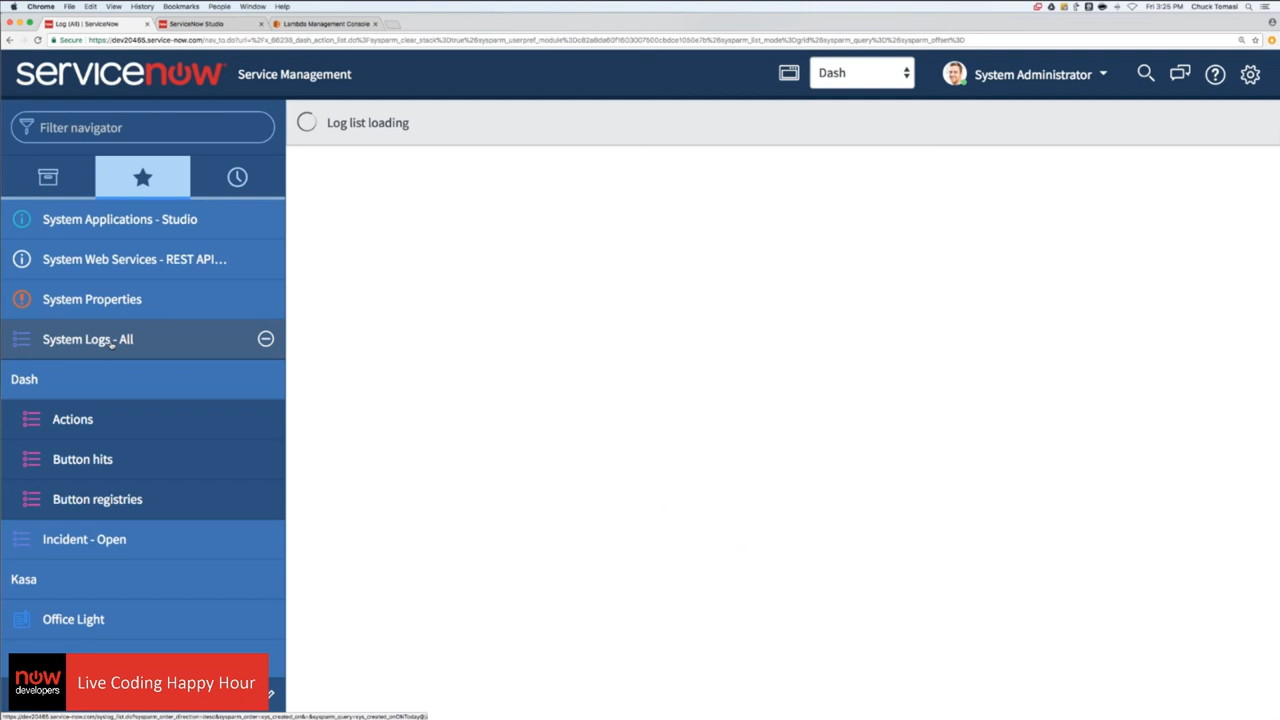 Chrome File Edit View History Bookmarks People Window Help
Fri 3:25 PM Chuck Tomasi
Log (All) | ServiceNow
ServiceNow Studio
Lambda Management Console
Secure
servicenow Service Management
Dash
System Administrator
Filter navigator
Log list loading
System Applications - Studio
System Web Services - REST API...
System Properties
System Logs - All
Dash
Actions
Button hits
Button registries
Incident - Open
Kasa
Office Light
now developers
Live Coding Happy Hour